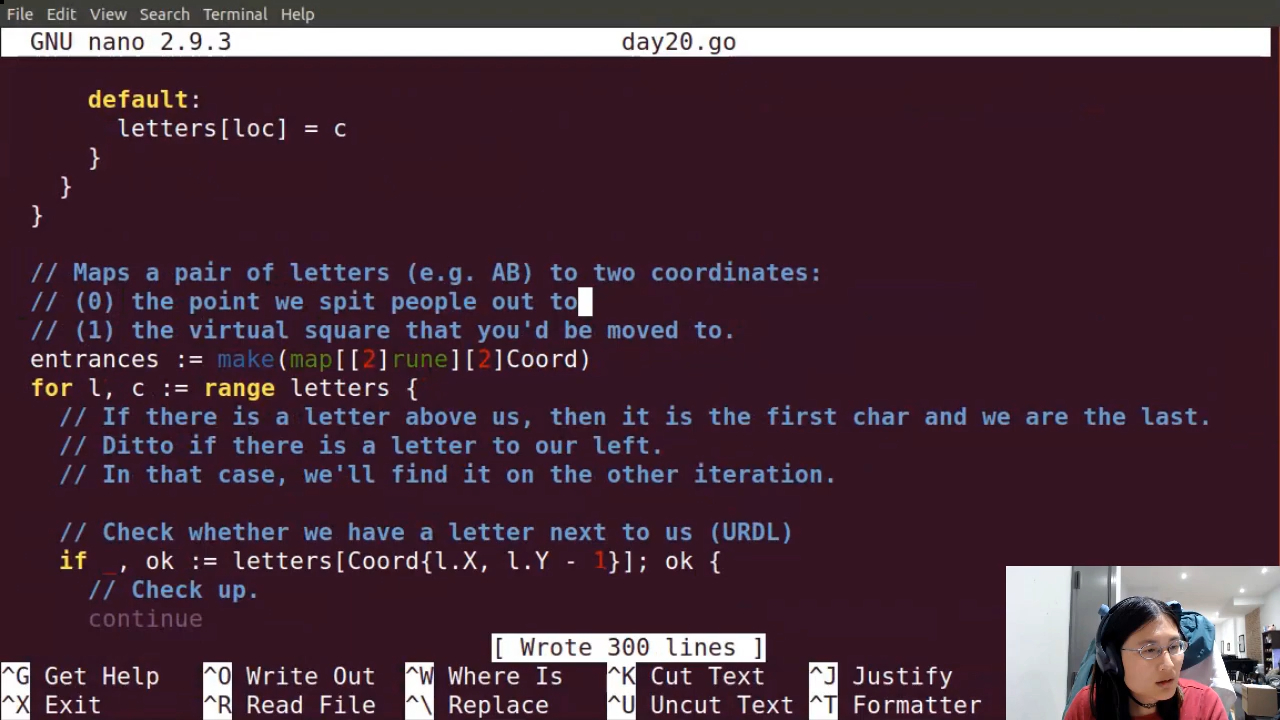 File Edit View Search Terminal Help
GNU nano 2.9.3 day20.go
default:
letters[loc] = c
}
}
}
// Maps a pair of letters (e.g. AB) to two coordinates:
// (0) the point we spit people out to
// (1) the virtual square that you'd be moved to.
entrances := make(map[[2]rune][2]Coord)
for l, c := range letters {
// If there is a letter above us, then it is the first char and we are the last.
// Ditto if there is a letter to our left.
// In that case, we'll find it on the other iteration.
// Check whether we have a letter next to us (URDL)
if _, ok := letters[Coord{l.X, l.Y - 1}]; ok {
// Check up.
continue
[ Wrote 300 lines ]
^G Get Help ^O Write Out ^W Where Is ^K Cut Text ^J Justify
^X Exit ^R Read File ^\ Replace ^U Uncut Text ^T Formatter